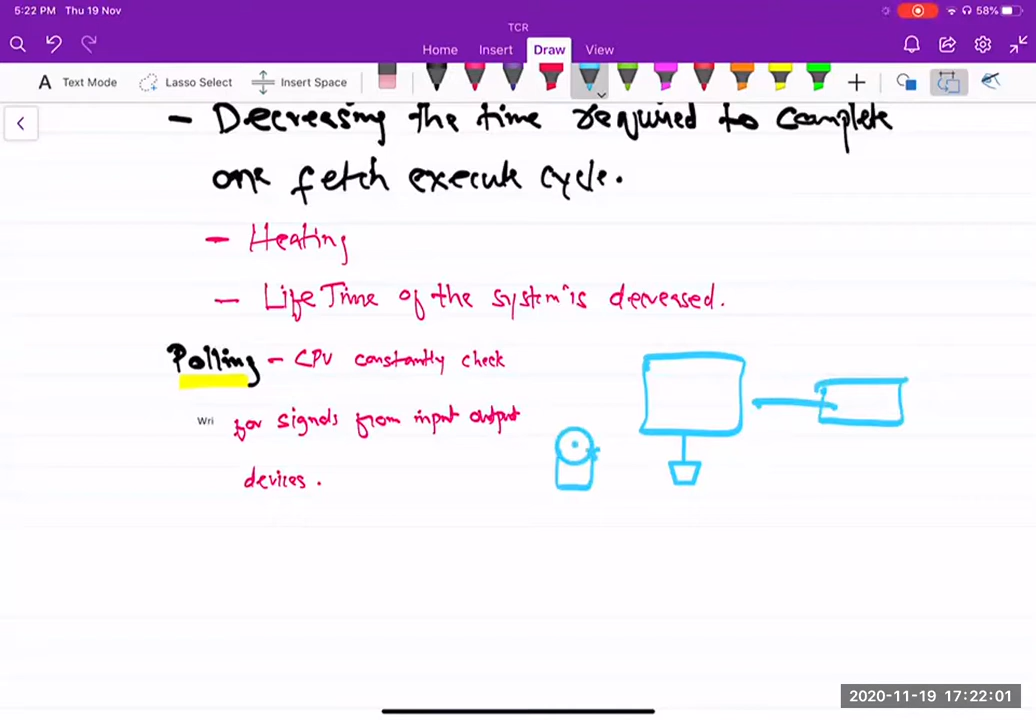 5:22 PM Thu 19 Nov
58%
TCR
Home Insert Draw View
A Text Mode Lasso Select Insert Space
- Decreasing the time required to complete
one fetch execute cycle.
- Heating
- Life Time of the system is decreased.
Polling - CPU constantly check
Wri for signals from input output
devices.
2020-11-19 17:22:01